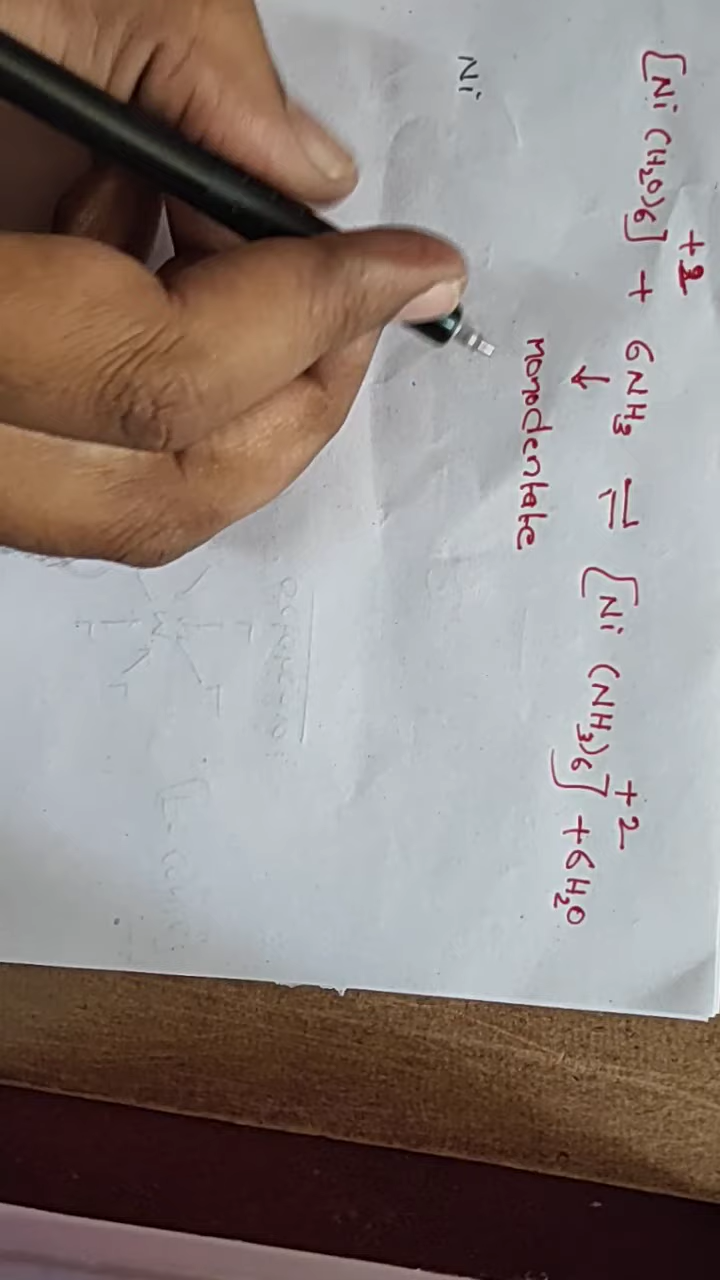 [Ni(H₂O)₆]⁺² + 6NH₃ ⇌ [Ni(NH₃)₆]⁺² + 6H₂O
↓
monodentate
Ni